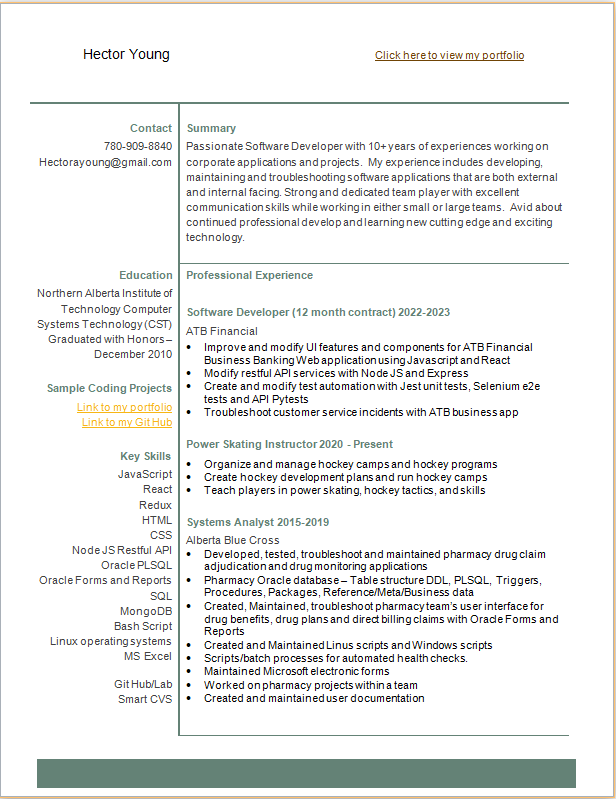 Hector Young
Click here to view my portfolio
Contact
780-909-8840
Hectorayoung@gmail.com
Summary
Passionate Software Developer with 10+ years of experiences working on
corporate applications and projects. My experience includes developing,
maintaining and troubleshooting software applications that are both external
and internal facing. Strong and dedicated team player with excellent
communication skills while working in either small or large teams. Avid about
continued professional develop and learning new cutting edge and exciting
technology.
Education
Northern Alberta Institute of
Technology Computer
Systems Technology (CST)
Graduated with Honors –
December 2010
Sample Coding Projects
Link to my portfolio
Link to my Git Hub
Key Skills
JavaScript
React
Redux
HTML
CSS
Node JS Restful API
Oracle PLSQL
Oracle Forms and Reports
SQL
MongoDB
Bash Script
Linux operating systems
MS Excel
Git Hub/Lab
Smart CVS
Professional Experience
Software Developer (12 month contract) 2022-2023
ATB Financial
• Improve and modify UI features and components for ATB Financial
Business Banking Web application using Javascript and React
• Modify restful API services with Node JS and Express
• Create and modify test automation with Jest unit tests, Selenium e2e
tests and API Pytests
• Troubleshoot customer service incidents with ATB business app
Power Skating Instructor 2020 - Present
• Organize and manage hockey camps and hockey programs
• Create hockey development plans and run hockey camps
• Teach players in power skating, hockey tactics, and skills
Systems Analyst 2015-2019
Alberta Blue Cross
• Developed, tested, troubleshoot and maintained pharmacy drug claim
adjudication and drug monitoring applications
• Pharmacy Oracle database – Table structure DDL, PLSQL, Triggers,
Procedures, Packages, Reference/Meta/Business data
• Created, Maintained, troubleshoot pharmacy team's user interface for
drug benefits, drug plans and direct billing claims with Oracle Forms and
Reports
• Created and Maintained Linus scripts and Windows scripts
• Scripts/batch processes for automated health checks.
• Maintained Microsoft electronic forms
• Worked on pharmacy projects within a team
• Created and maintained user documentation